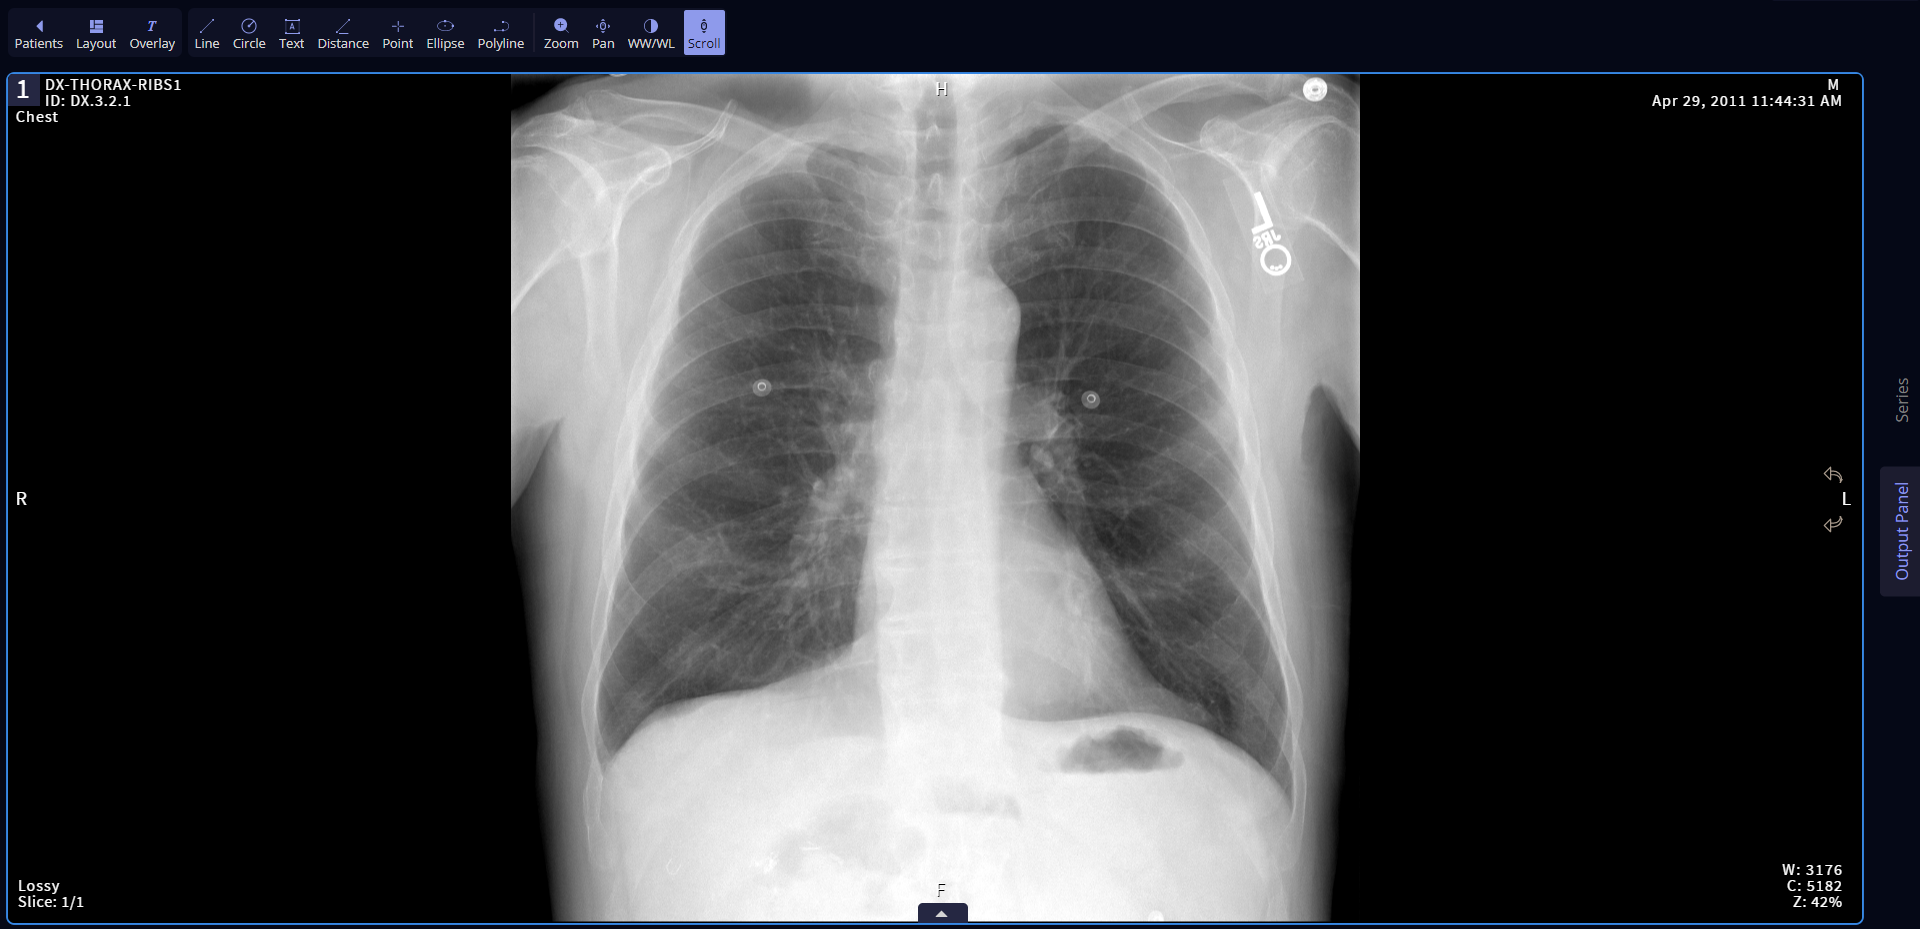 Patients Layout Overlay Line Circle Text Distance Point Ellipse Polyline Zoom Pan WW/WL Scroll
1
DX-THORAX-RIBS1
ID: DX.3.2.1
Chest
H
M
Apr 29, 2011 11:44:31 AM
L
JRS
R
L
Series
Output Panel
Lossy
Slice: 1/1
F
W: 3176
C: 5182
Z: 42%